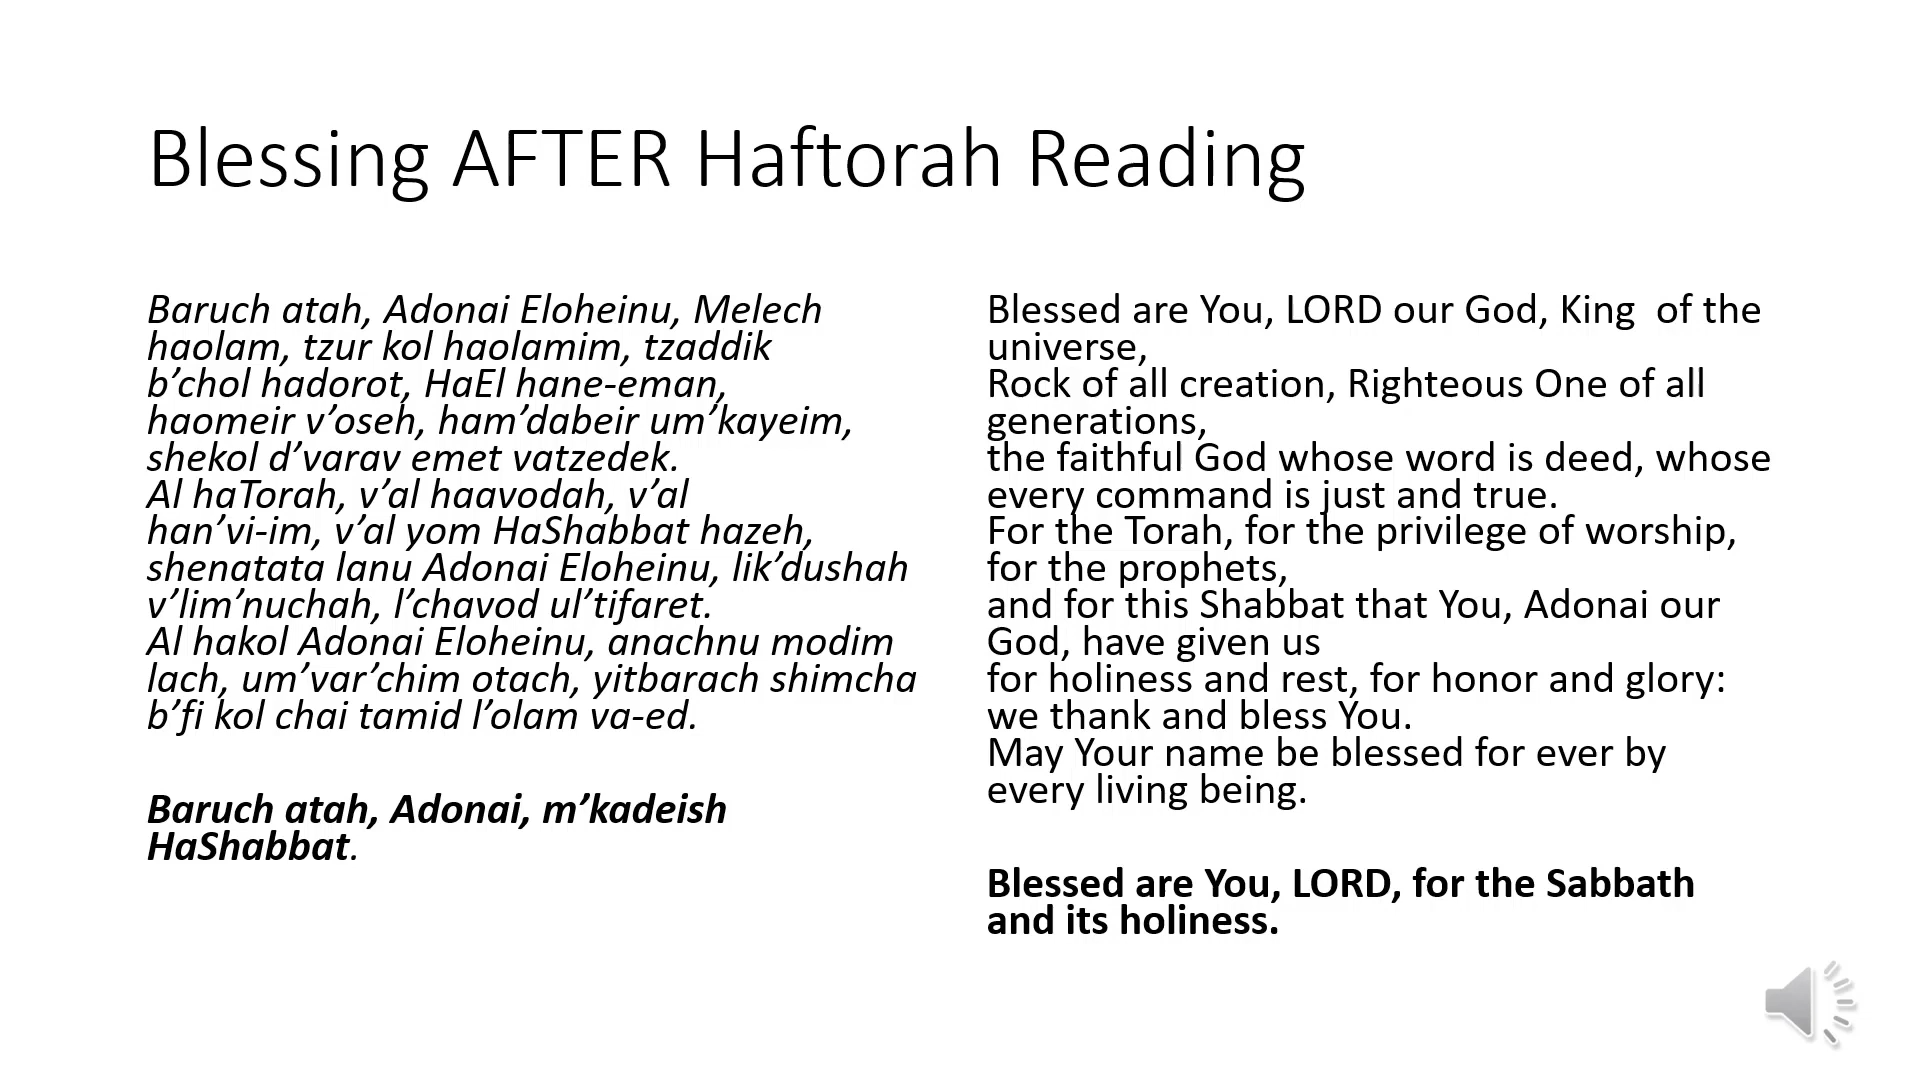 Blessing AFTER Haftorah Reading
Baruch atah, Adonai Eloheinu, Melech
haolam, tzur kol haolamim, tzaddik
b’chol hadorot, HaEl hane-eman,
haomeir v’oseh, ham’dabeir um’kayeim,
shekol d’varav emet vatzedek.
Al haTorah, v’al haavodah, v’al
han’vi-im, v’al yom HaShabbat hazeh,
shenatata lanu Adonai Eloheinu, lik’dushah
v’lim’nuchah, l’chavod ul’tifaret.
Al hakol Adonai Eloheinu, anachnu modim
lach, um’var’chim otach, yitbarach shimcha
b’fi kol chai tamid l’olam va-ed.
Baruch atah, Adonai, m’kadeish
HaShabbat.
Blessed are You, LORD our God, King  of the
universe,
Rock of all creation, Righteous One of all
generations,
the faithful God whose word is deed, whose
every command is just and true.
For the Torah, for the privilege of worship,
for the prophets,
and for this Shabbat that You, Adonai our
God, have given us
for holiness and rest, for honor and glory:
we thank and bless You.
May Your name be blessed for ever by
every living being.
Blessed are You, LORD, for the Sabbath
and its holiness.